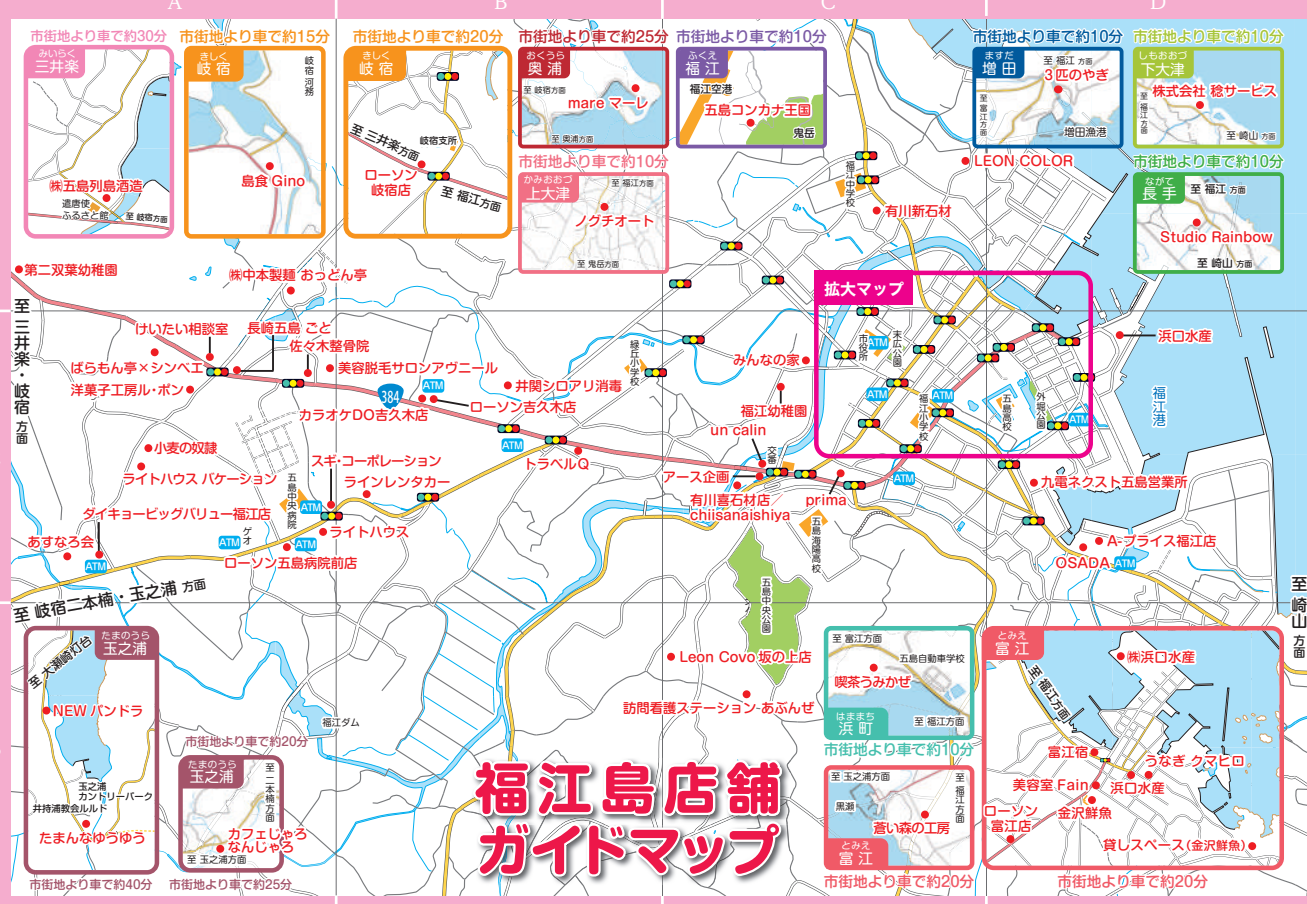 A
B
C
D
市街地より車で約30分
みいらく
三井楽
㈱五島列島酒造
遣唐使
ふるさと館
至 岐宿方面
市街地より車で約15分
きしく
岐宿
岐宿
河務
島食 Gino
市街地より車で約20分
きしく
岐宿
岐宿支所
至 三井楽方面
ローソン
岐宿店
至 福江方面
市街地より車で約25分
おくうら
奥浦
至 岐宿方面
mare マーレ
至 奥浦方面
市街地より車で約10分
かみおおづ
上大津
至 福江方面
ノグチオート
至 鬼岳方面
市街地より車で約10分
ふくえ
福江
福江空港
五島コンカナ王国
鬼岳
市街地より車で約10分
ますだ
増田
至 福江 方面
3匹のやぎ
至 富江方面
増田漁港
市街地より車で約10分
しもおおづ
下大津
株式会社 稔サービス
至 福江方面
至 崎山 方面
市街地より車で約10分
ながて
長手
至 福江 方面
Studio Rainbow
至 崎山 方面
LEON COLOR
福江中学校
有川新石材
第二双葉幼稚園
㈱中本製麺 おっどん亭
拡大マップ
至 三井楽・岐宿 方面
けいたい相談室
長崎五島 ごと
佐々木整骨院
ばらもん亭×シンベエ
美容脱毛サロンアヴニール
洋菓子工房ル・ボン
384
ATM
井関シロアリ消毒
ローソン吉久木店
カラオケDO吉久木店
緑丘小学校
みんなの家
福江幼稚園
un calin
交番
市役所
ATM
末広公園
ATM
ATM
福江小学校
五島高校
外堀公園
ATM
浜口水産
福江港
小麦の奴隷
ライトハウス バケーション
スギ・コーポレーション
ラインレンタカー
ATM
トラベルQ
アース企画
有川喜石材店／
chiisanaishiya
prima
ATM
九電ネクスト五島営業所
ダイキョービッグバリュー福江店
五島中央病院
ATM
あすなろ会
ATM
ゲオ
ATM
ATM
ライトハウス
ローソン五島病院前店
五島海陽高校
A-プライス福江店
OSADA
ATM
至 岐宿二本楠・玉之浦 方面
五島中央公園
至 崎山 方面
たまのうら
玉之浦
至 大瀬崎灯台
NEW パンドラ
玉之浦
カントリーパーク
井持浦教会ルルド
たまんなゆうゆう
市街地より車で約40分
福江ダム
市街地より車で約20分
たまのうら
玉之浦
至 二本楠方面
カフェじゃろ
なんじゃろ
至 玉之浦方面
市街地より車で約25分
Leon Covo 坂の上店
訪問看護ステーション-あぶんぜ
福江島店舗
ガイドマップ
至 富江方面
五島自動車学校
喫茶うみかぜ
はままち
浜町
至 福江方面
市街地より車で約10分
至 玉之浦方面
黒瀬
至 福江方面
蒼い森の工房
とみえ
富江
市街地より車で約20分
とみえ
富江
㈱浜口水産
至 福江方面
富江宿
うなぎ クマヒロ
美容室 Fain
浜口水産
ローソン
富江店
金沢鮮魚
貸しスペース(金沢鮮魚)
市街地より車で約20分